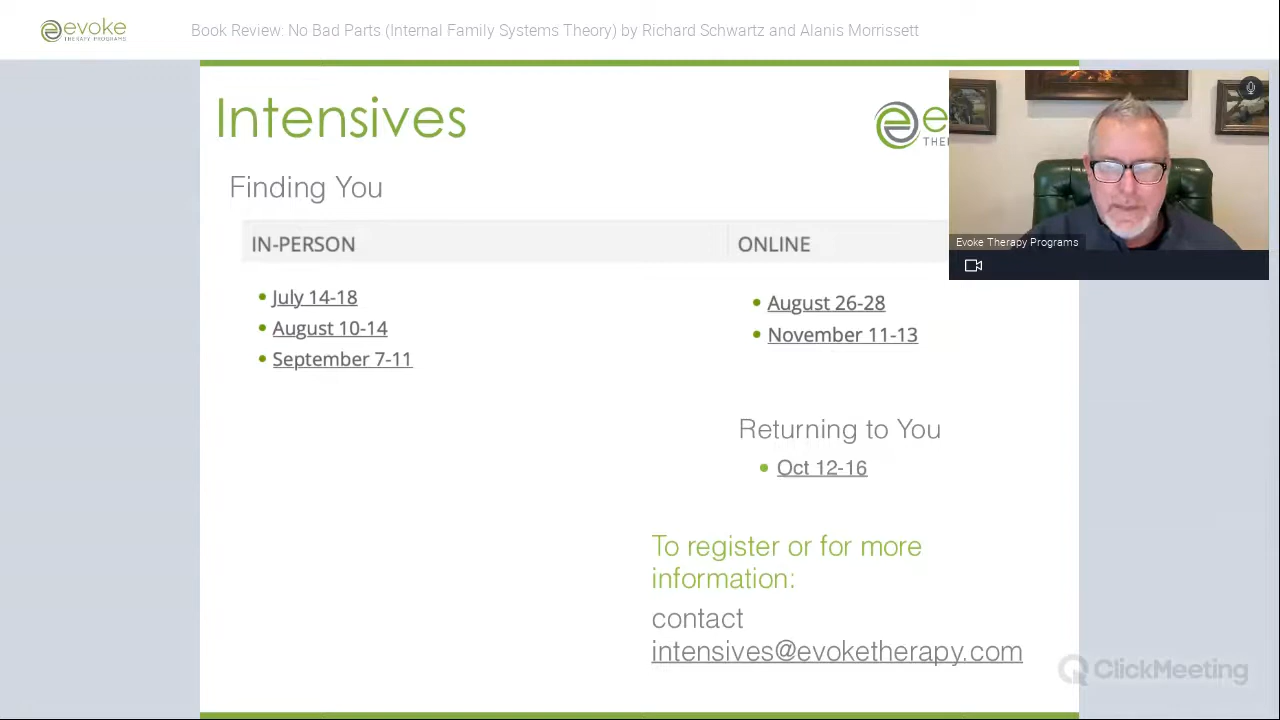 evoke
THERAPY PROGRAMS
Book Review: No Bad Parts (Internal Family Systems Theory) by Richard Schwartz and Alanis Morrissett
Intensives
e
THE
Finding You
IN-PERSON
ONLINE
July 14-18
August 10-14
September 7-11
August 26-28
November 11-13
Returning to You
Oct 12-16
To register or for more
information:
contact
intensives@evoketherapy.com
Evoke Therapy Programs
ClickMeeting